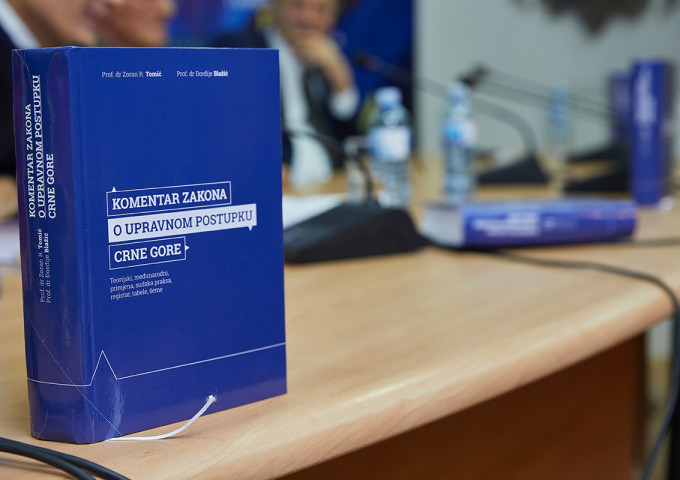 Prof. dr Zoran R. Tomić
Prof. dr Đorđije Blažić
KOMENTAR ZAKONA
O UPRAVNOM POSTUPKU
CRNE GORE
Teorijski, međunarodni,
primjena, sudska praksa,
registar, tabele, šeme
KOMENTAR ZAKONA
O UPRAVNOM POSTUPKU
CRNE GORE
Prof. dr Zoran R. Tomić
Prof. dr Đorđije Blažić